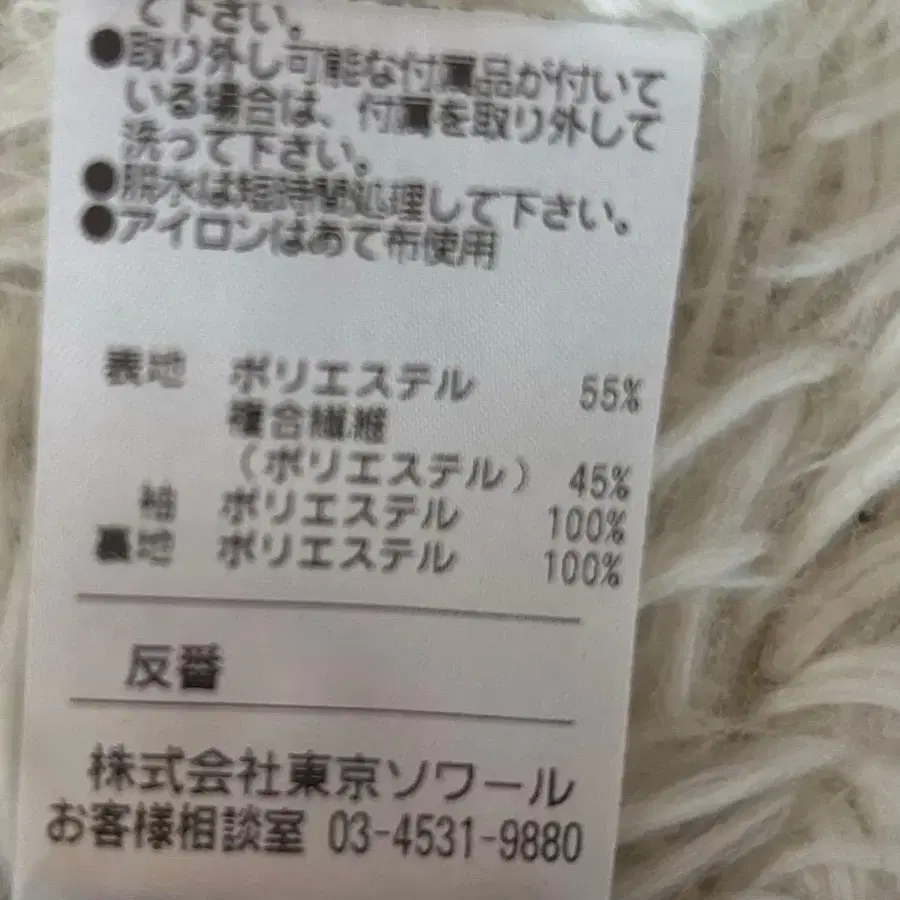 て下さい。
●取り外し可能な付属品が付いて
いる場合は、付属を取り外して
洗って下さい。
●脱水は短時間処理して下さい。
●アイロンはあて布使用
表地 ポリエステル 55%
複合繊維
（ポリエステル） 45%
袖 ポリエステル 100%
裏地 ポリエステル 100%
反番
株式会社東京ソワール
お客様相談室 03-4531-9880